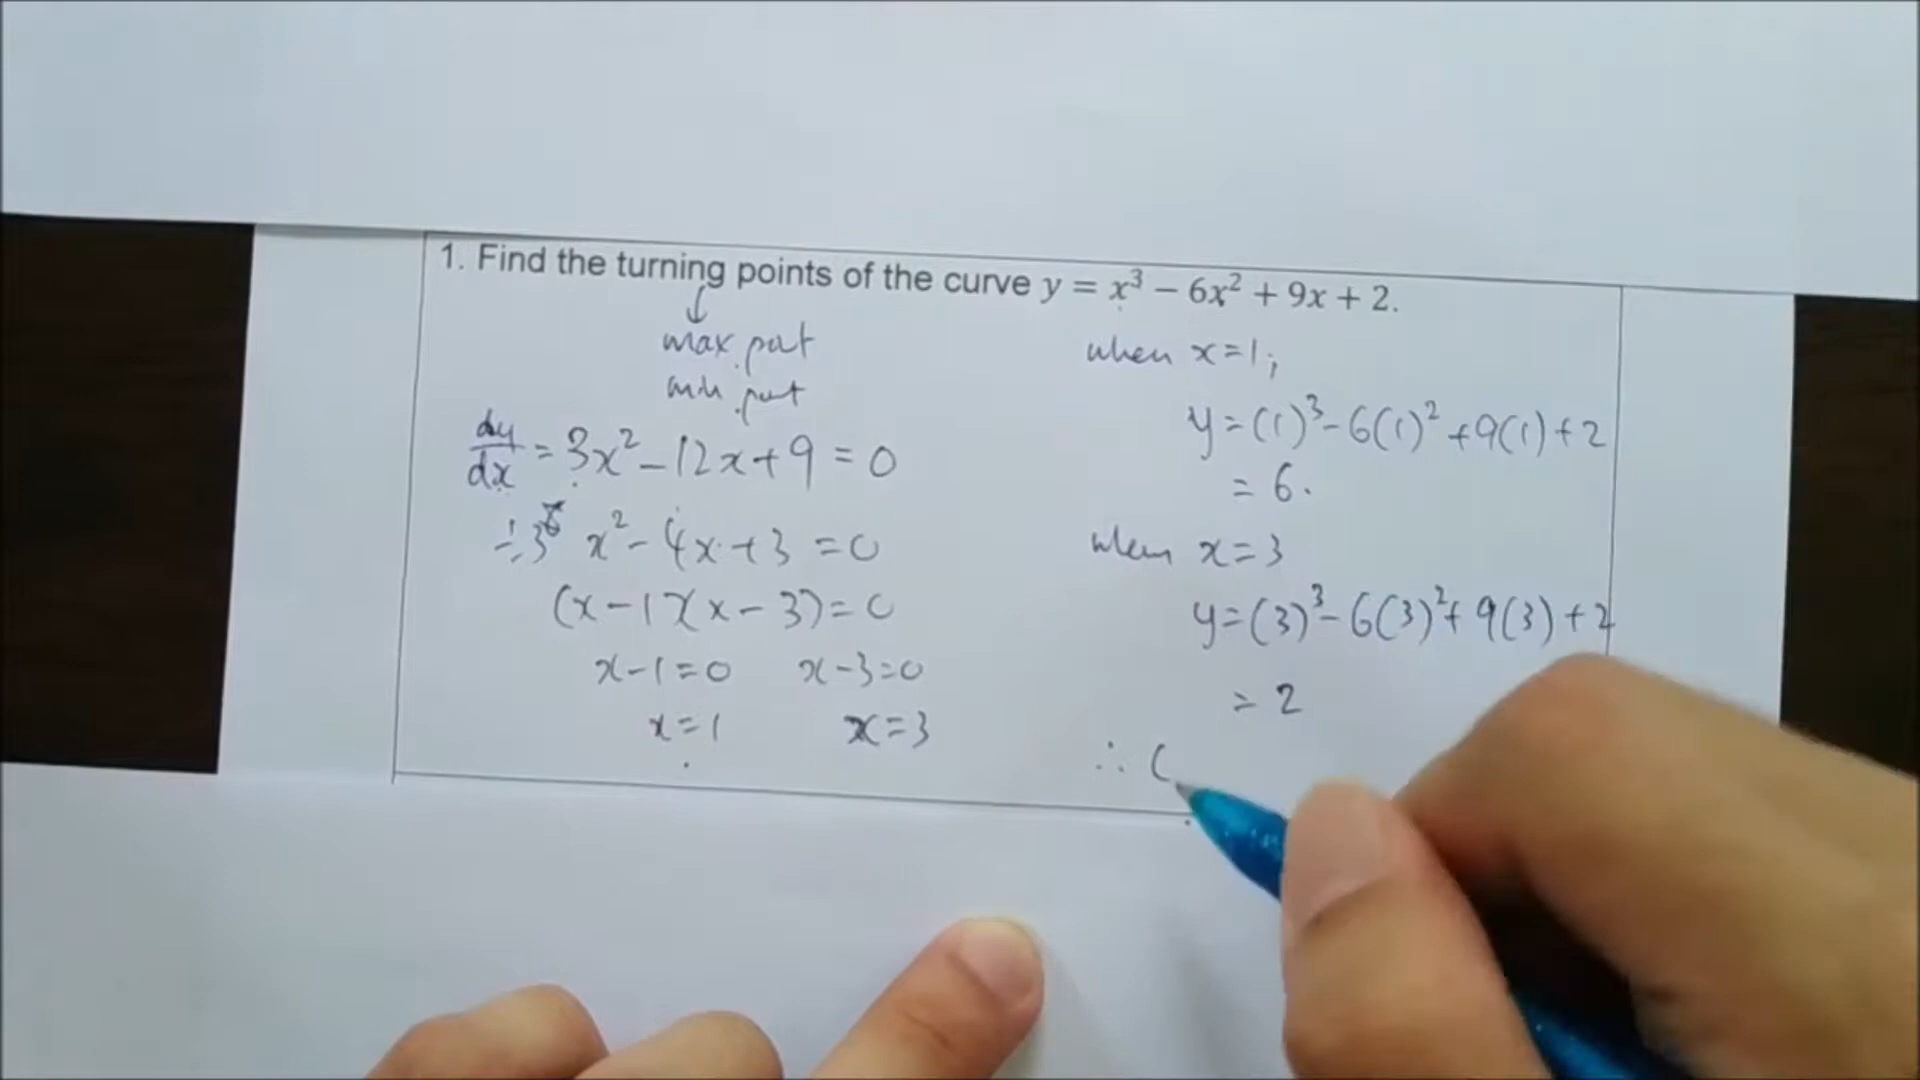 1. Find the turning points of the curve y = x³ − 6x² + 9x + 2.
↓
max. pnt
min. pnt
dy/dx = 3x² − 12x + 9 = 0
÷3 x² − 4x + 3 = 0
(x − 1)(x − 3) = 0
x − 1 = 0 x − 3 = 0
x = 1 x = 3
when x = 1,
y = (1)³ − 6(1)² + 9(1) + 2
= 6.
when x = 3
y = (3)³ − 6(3)² + 9(3) + 2
= 2
∴ (